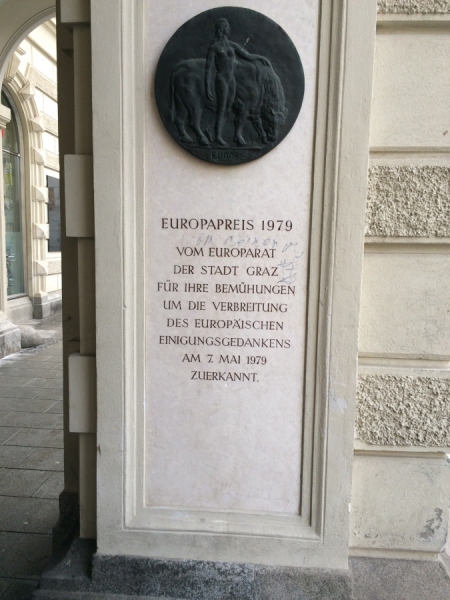 EUROPAPREIS 1979
VOM EUROPARAT
DER STADT GRAZ
FÜR IHRE BEMÜHUNGEN
UM DIE VERBREITUNG
DES EUROPÄISCHEN
EINIGUNGSGEDANKENS
AM 7. MAI 1979
ZUERKANNT.